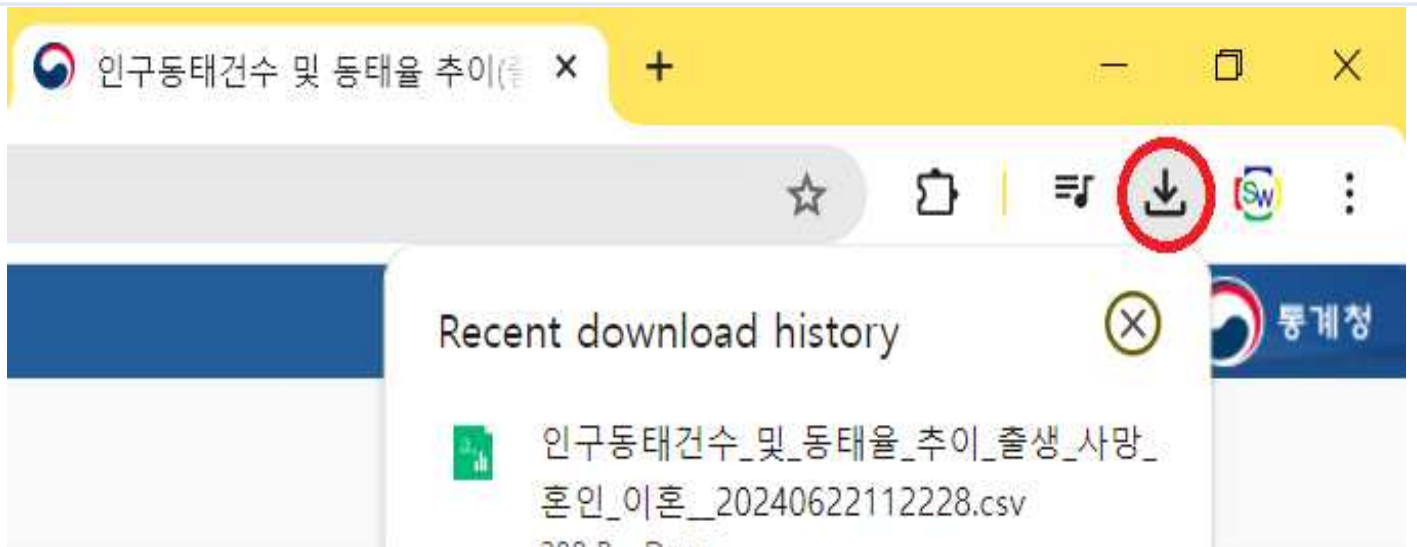 인구동태건수 및 동태율 추이(출
SW
Recent download history
통계청
인구동태건수_및_동태율_추이_출생_사망_
혼인_이혼__20240622112228.csv